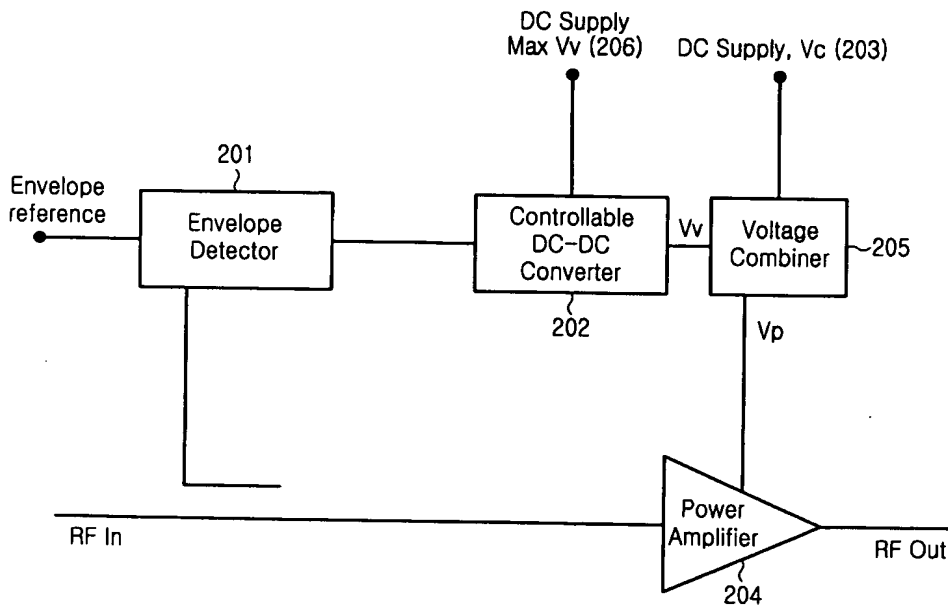 DC Supply
Max Vv (206)
DC Supply, Vc (203)
201
Envelope
reference
Envelope
Detector
Controllable
DC-DC
Converter
Vv
Voltage
Combiner
205
202
Vp
RF In
Power
Amplifier
RF Out
204